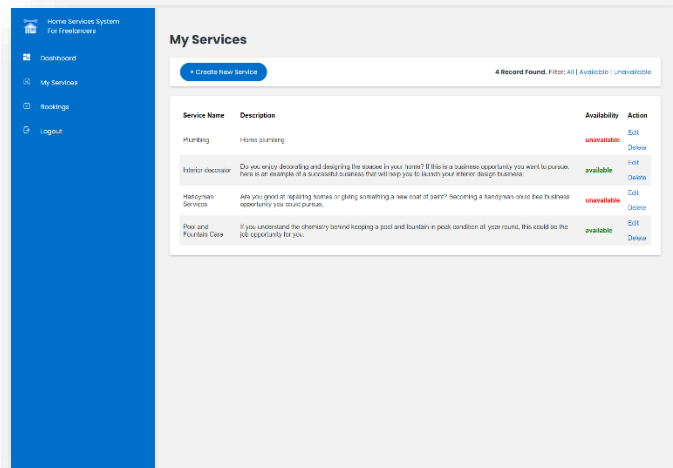 Home Services System
For Freelancers
Dashboard
My Services
Bookings
Logout
My Services
+ Create New Service
4 Record Found. Filter: All | Available | Unavailable
Service Name Description Availability Action
Plumbing Home plumbing unavailable Edit
Delete
Interior decorator Do you enjoy decorating and designing the spaces in your home? If this is a business opportunity you want to pursue, available Edit
here is an example of a successful business that will help you to launch your interior design business. Delete
Handyman Are you good at repairing homes or giving something a new coat of paint? Becoming a handyman could bea business unavailable Edit
Services opportunity you could pursue. Delete
Pool and If you understand the chemistry behind keeping a pool and fountain in peak condition all year round, this could be the available Edit
Fountain Case job opportunity for you. Delete